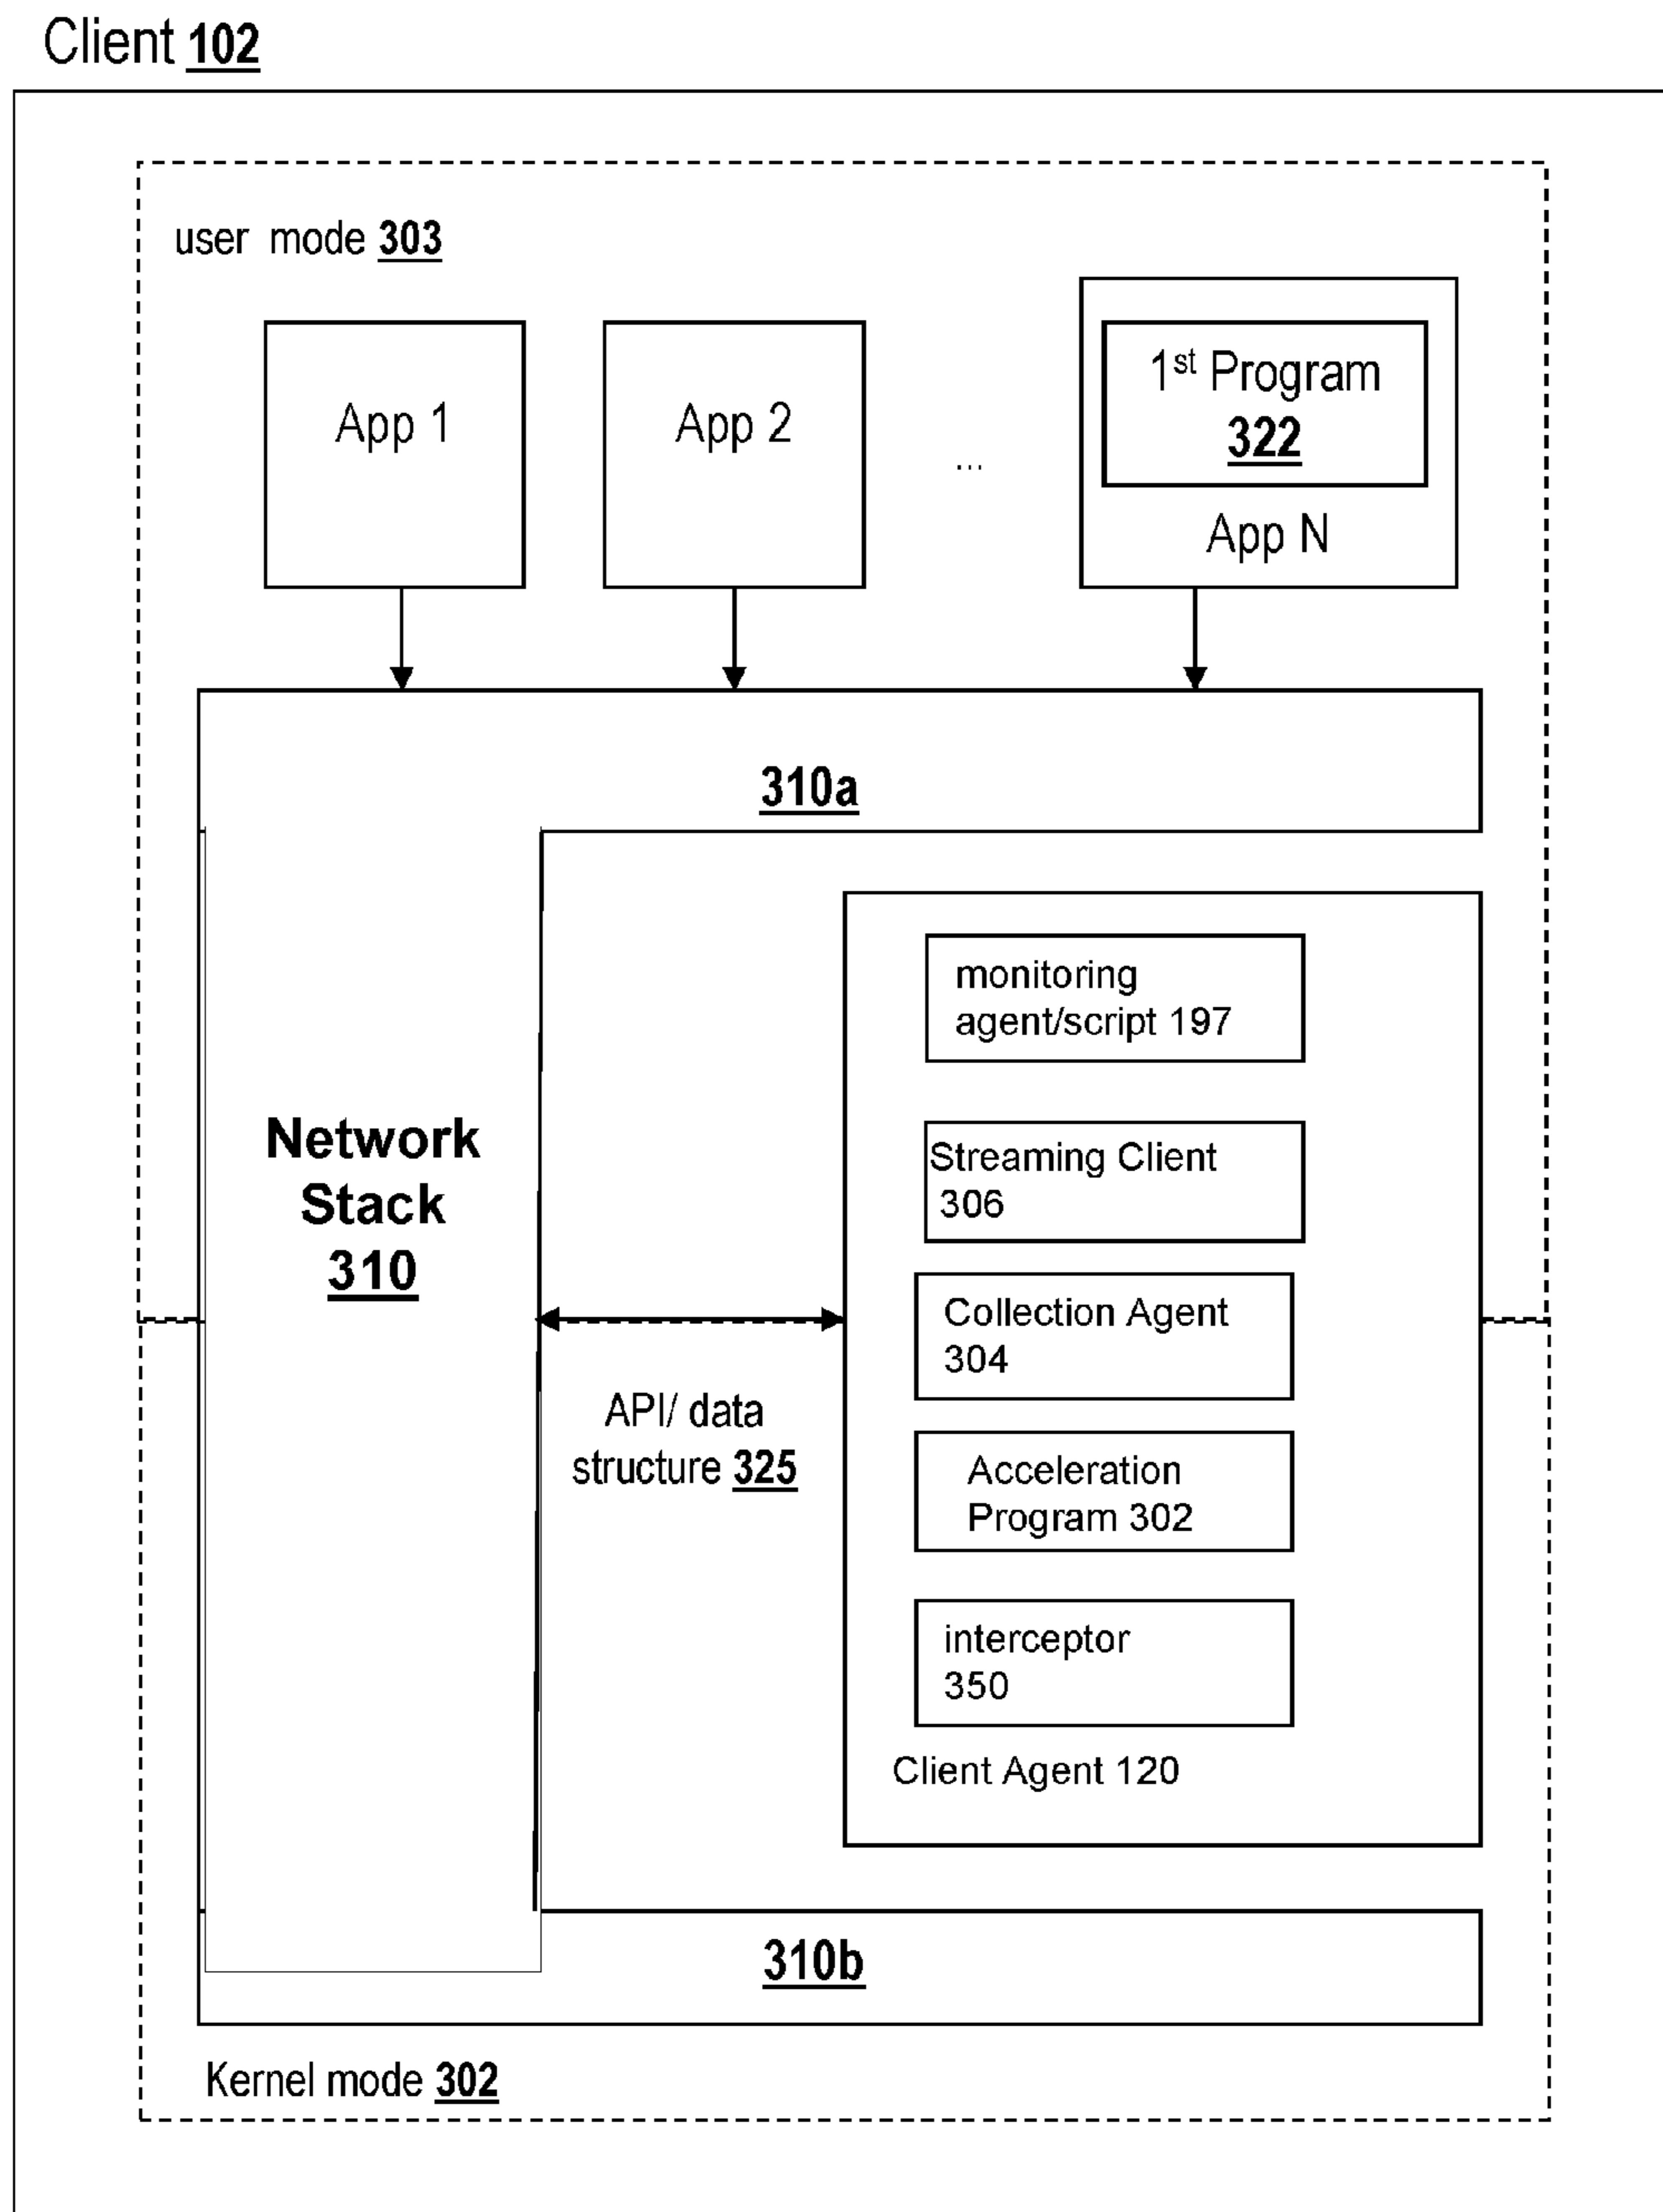 Client 102
user mode 303
App 1
App 2
...
1st Program
322
App N
310a
Network
Stack
310
API/ data
structure 325
monitoring
agent/script 197
Streaming Client
306
Collection Agent
304
Acceleration
Program 302
interceptor
350
Client Agent 120
310b
Kernel mode 302